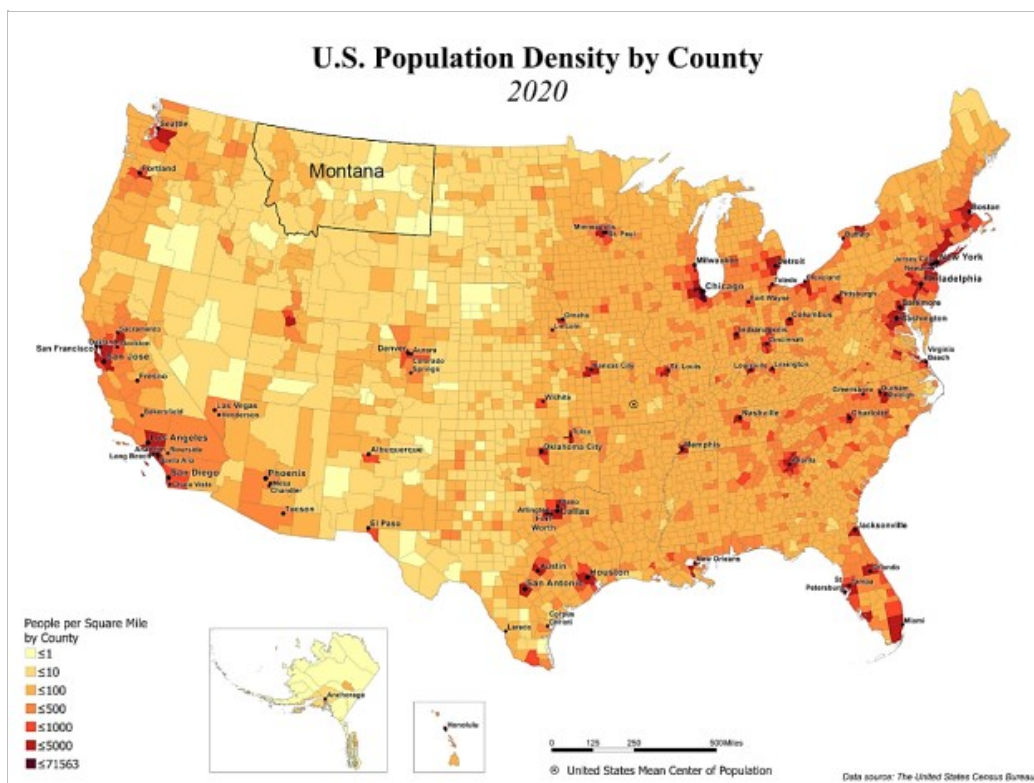 U.S. Population Density by County
2020
Seattle
Portland
Montana
Minneapolis
St. Paul
Milwaukee
Chicago
Detroit
Toledo
Cleveland
Buffalo
Boston
Jersey City
New York
Newark
Philadelphia
Pittsburgh
Fort Wayne
Columbus
Baltimore
Washington
Virginia
Beach
Indianapolis
Cincinnati
Louisville
Lexington
Omaha
Lincoln
Kansas City
St. Louis
Sacramento
San Francisco
San Jose
Fresno
Denver
Aurora
Colorado
Springs
Wichita
Greensboro
Durham
Raleigh
Charlotte
Nashville
Memphis
Atlanta
Las Vegas
Henderson
Bakersfield
Los Angeles
Riverside
Long Beach
Santa Ana
San Diego
Chula Vista
Phoenix
Mesa
Chandler
Tucson
Albuquerque
El Paso
Tulsa
Oklahoma City
Plano
Arlington
Dallas
Fort
Worth
Austin
Houston
San Antonio
New Orleans
Corpus
Christi
Laredo
Jacksonville
Orlando
St.
Petersburg
Tampa
Miami
People per Square Mile
by County
≤1
≤10
≤100
≤500
≤1000
≤5000
≤71563
Anchorage
Honolulu
0 125 250 500 Miles
United States Mean Center of Population
Data source: The United States Census Bureau